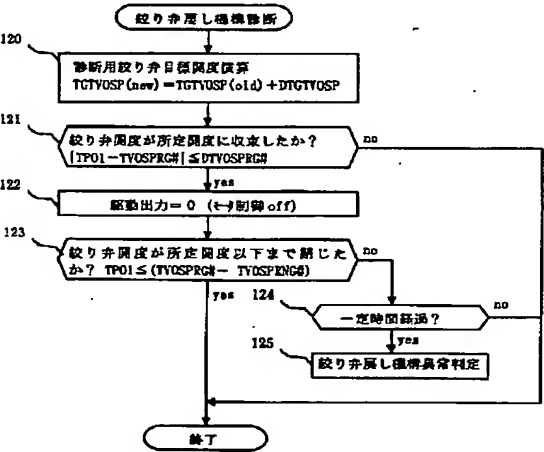 絞り弁戻し機構診断
120
診断用絞り弁目標開度演算
TGTVOSP(new)=TGTVOSP(old)+DTGTVOSP
121
絞り弁開度が所定開度に収束したか?
|TPO1-TVOSPRG#|≦DTVOSPRG#
no
yes
122
駆動出力=0 (ﾓｰﾀ制御off)
123
絞り弁開度が所定開度以下まで閉じた
か? TPO1≦(TVOSPRG#- TVOSPRNG#)
no
yes
124
一定時間経過?
no
yes
125
絞り弁戻し機構異常判定
終了